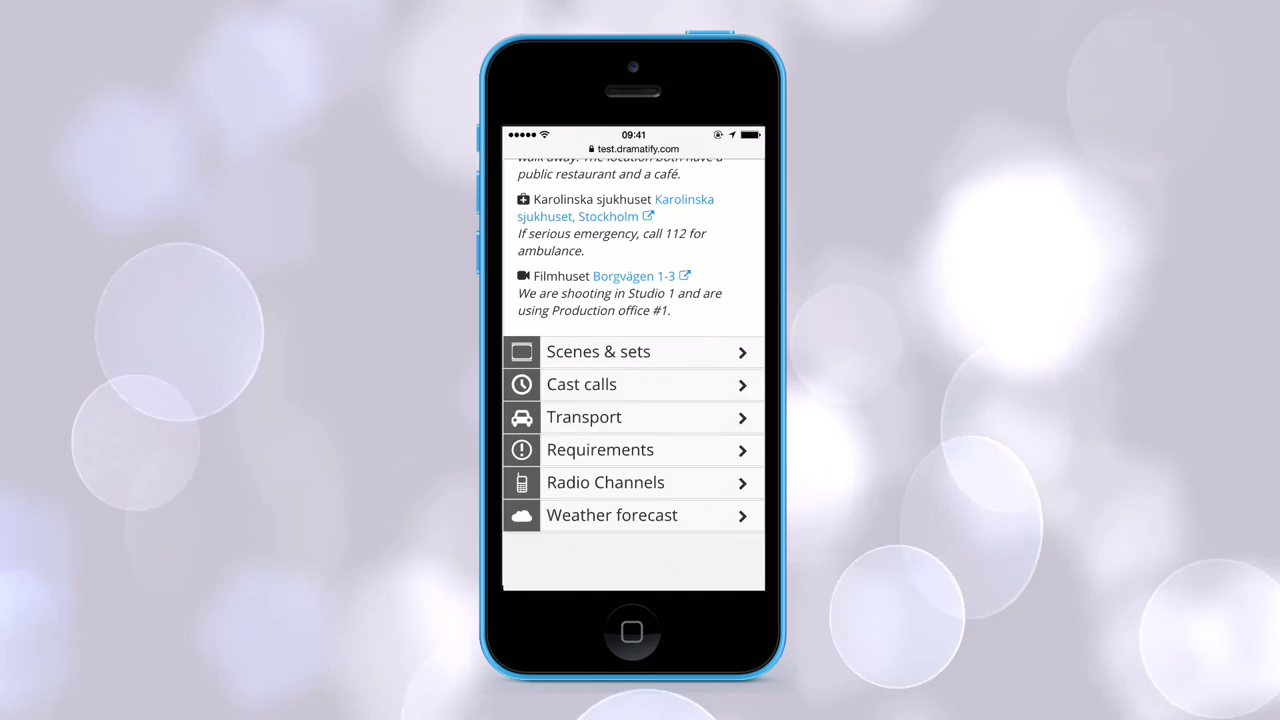 09:41
test.dramatify.com
walk away. The location both have a
public restaurant and a café.
Karolinska sjukhuset Karolinska
sjukhuset, Stockholm
If serious emergency, call 112 for
ambulance.
Filmhuset Borgvägen 1-3
We are shooting in Studio 1 and are
using Production office #1.
Scenes & sets
Cast calls
Transport
Requirements
Radio Channels
Weather forecast